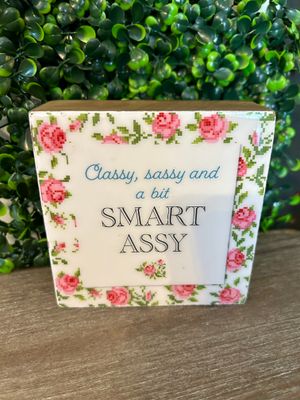 Classy, sassy and
a bit
SMART
ASSY